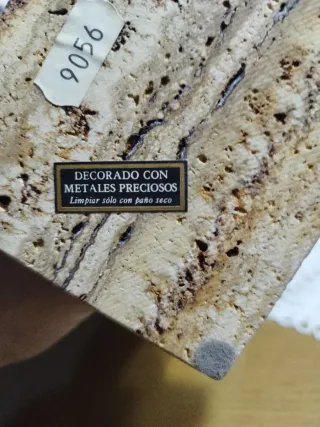 9056
DECORADO CON
METALES PRECIOSOS
Limpiar sólo con paño seco